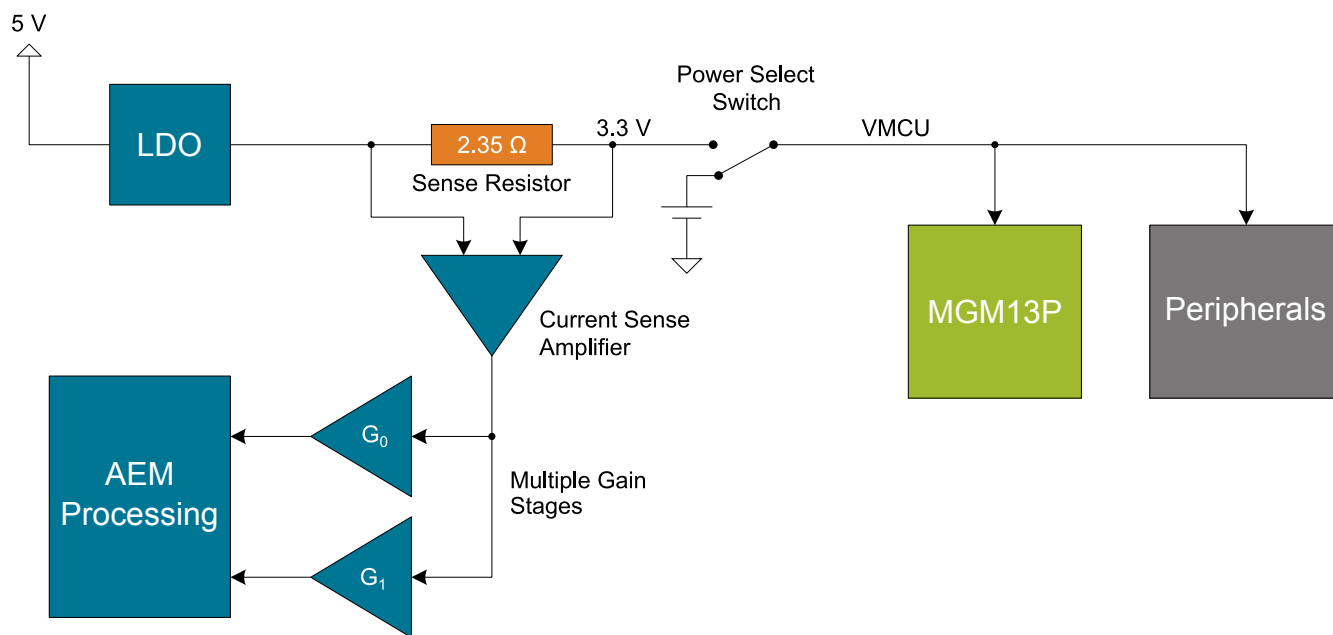 5 V
LDO
2.35 Ω
Sense Resistor
3.3 V
Power Select
Switch
VMCU
MGM13P
Peripherals
Current Sense
Amplifier
AEM
Processing
G₀
G₁
Multiple Gain
Stages